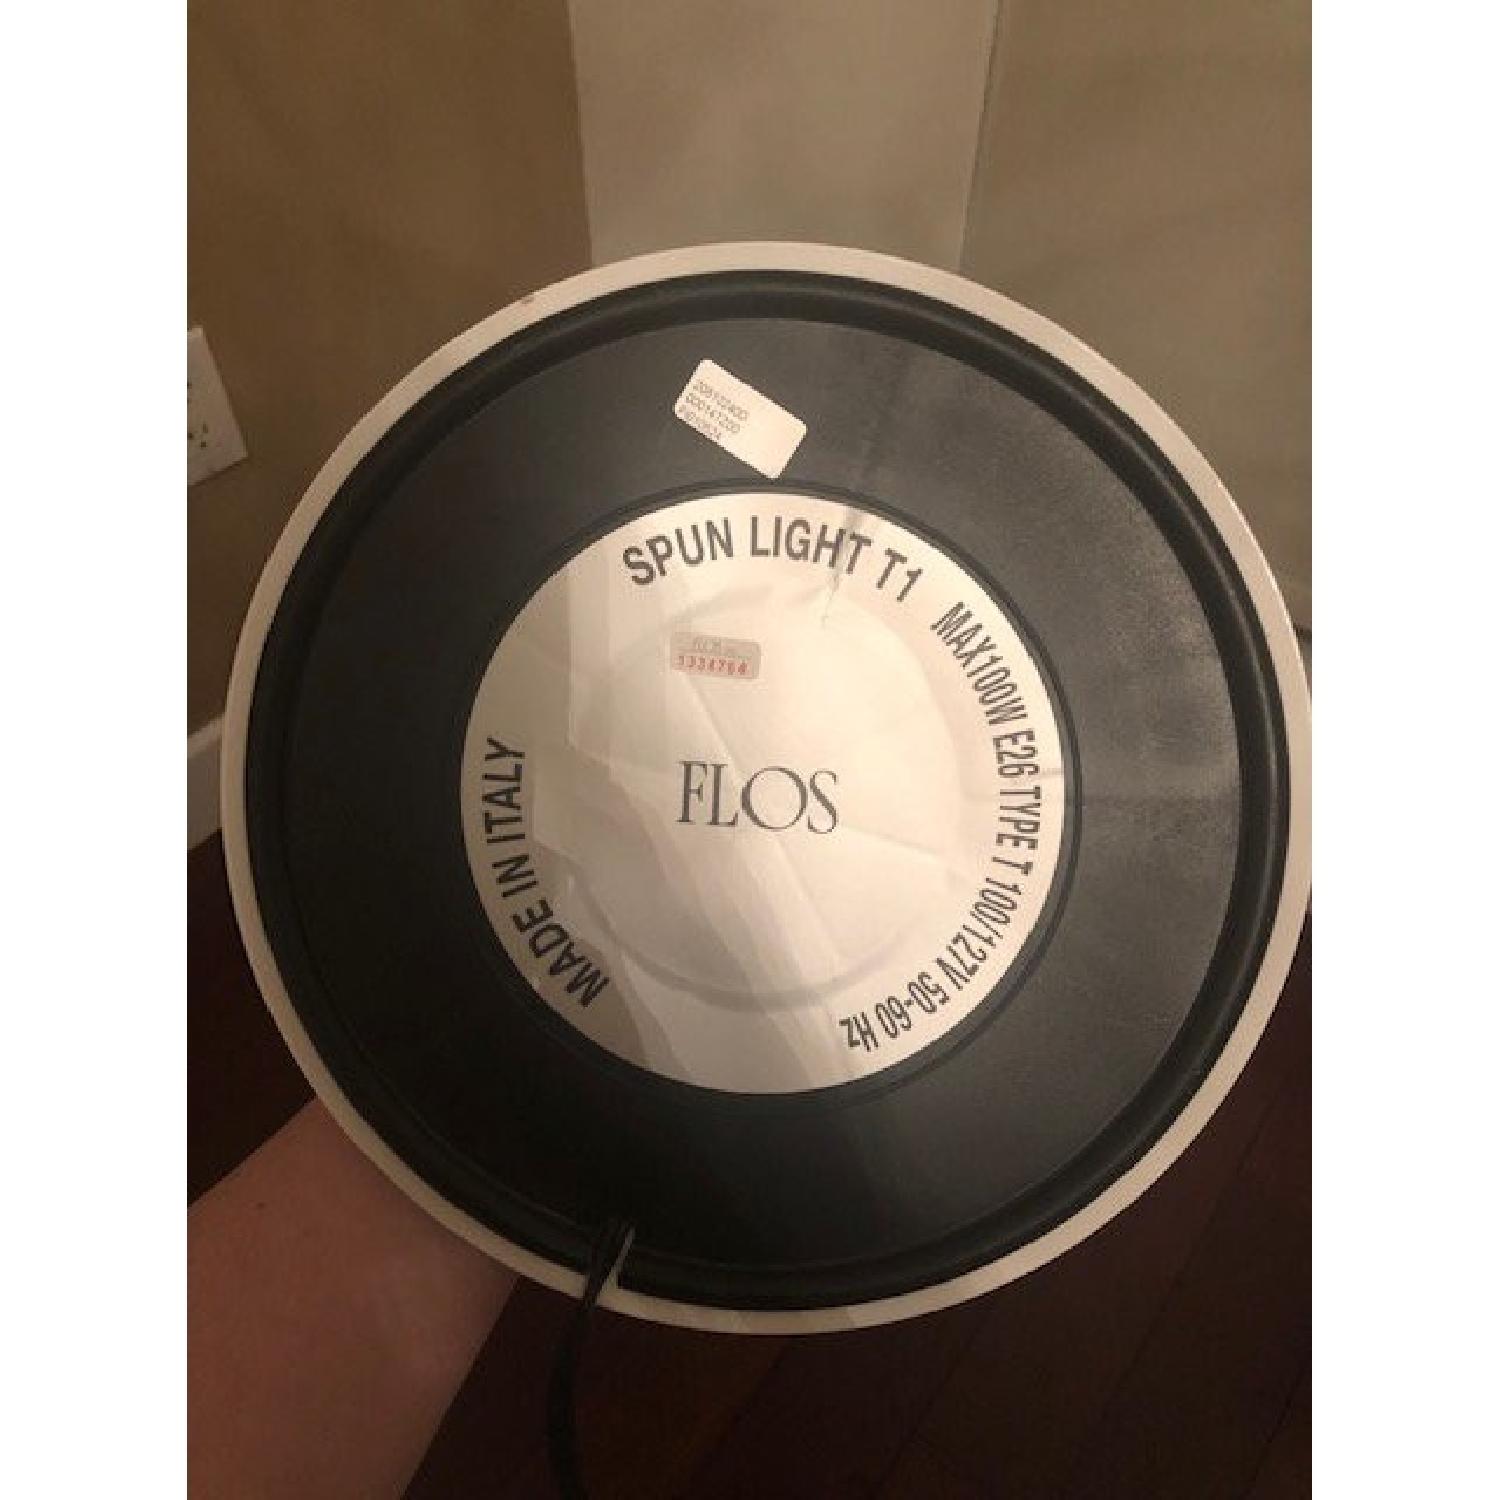 SPUN LIGHT T1
MAX100W E26 TYPE T 100/127V 50-60 Hz
FLOS
MADE IN ITALY